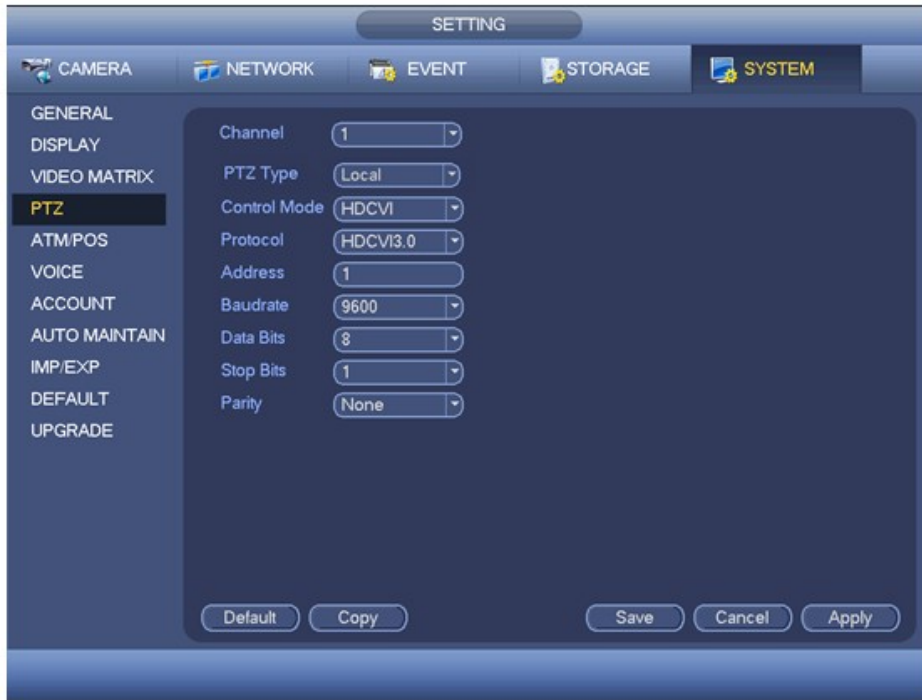 SETTING
CAMERA NETWORK EVENT STORAGE SYSTEM
GENERAL
DISPLAY
VIDEO MATRIX
PTZ
ATM/POS
VOICE
ACCOUNT
AUTO MAINTAIN
IMP/EXP
DEFAULT
UPGRADE
Channel 1
PTZ Type Local
Control Mode HDCVI
Protocol HDCVI3.0
Address 1
Baudrate 9600
Data Bits 8
Stop Bits 1
Parity None
Default Copy Save Cancel Apply